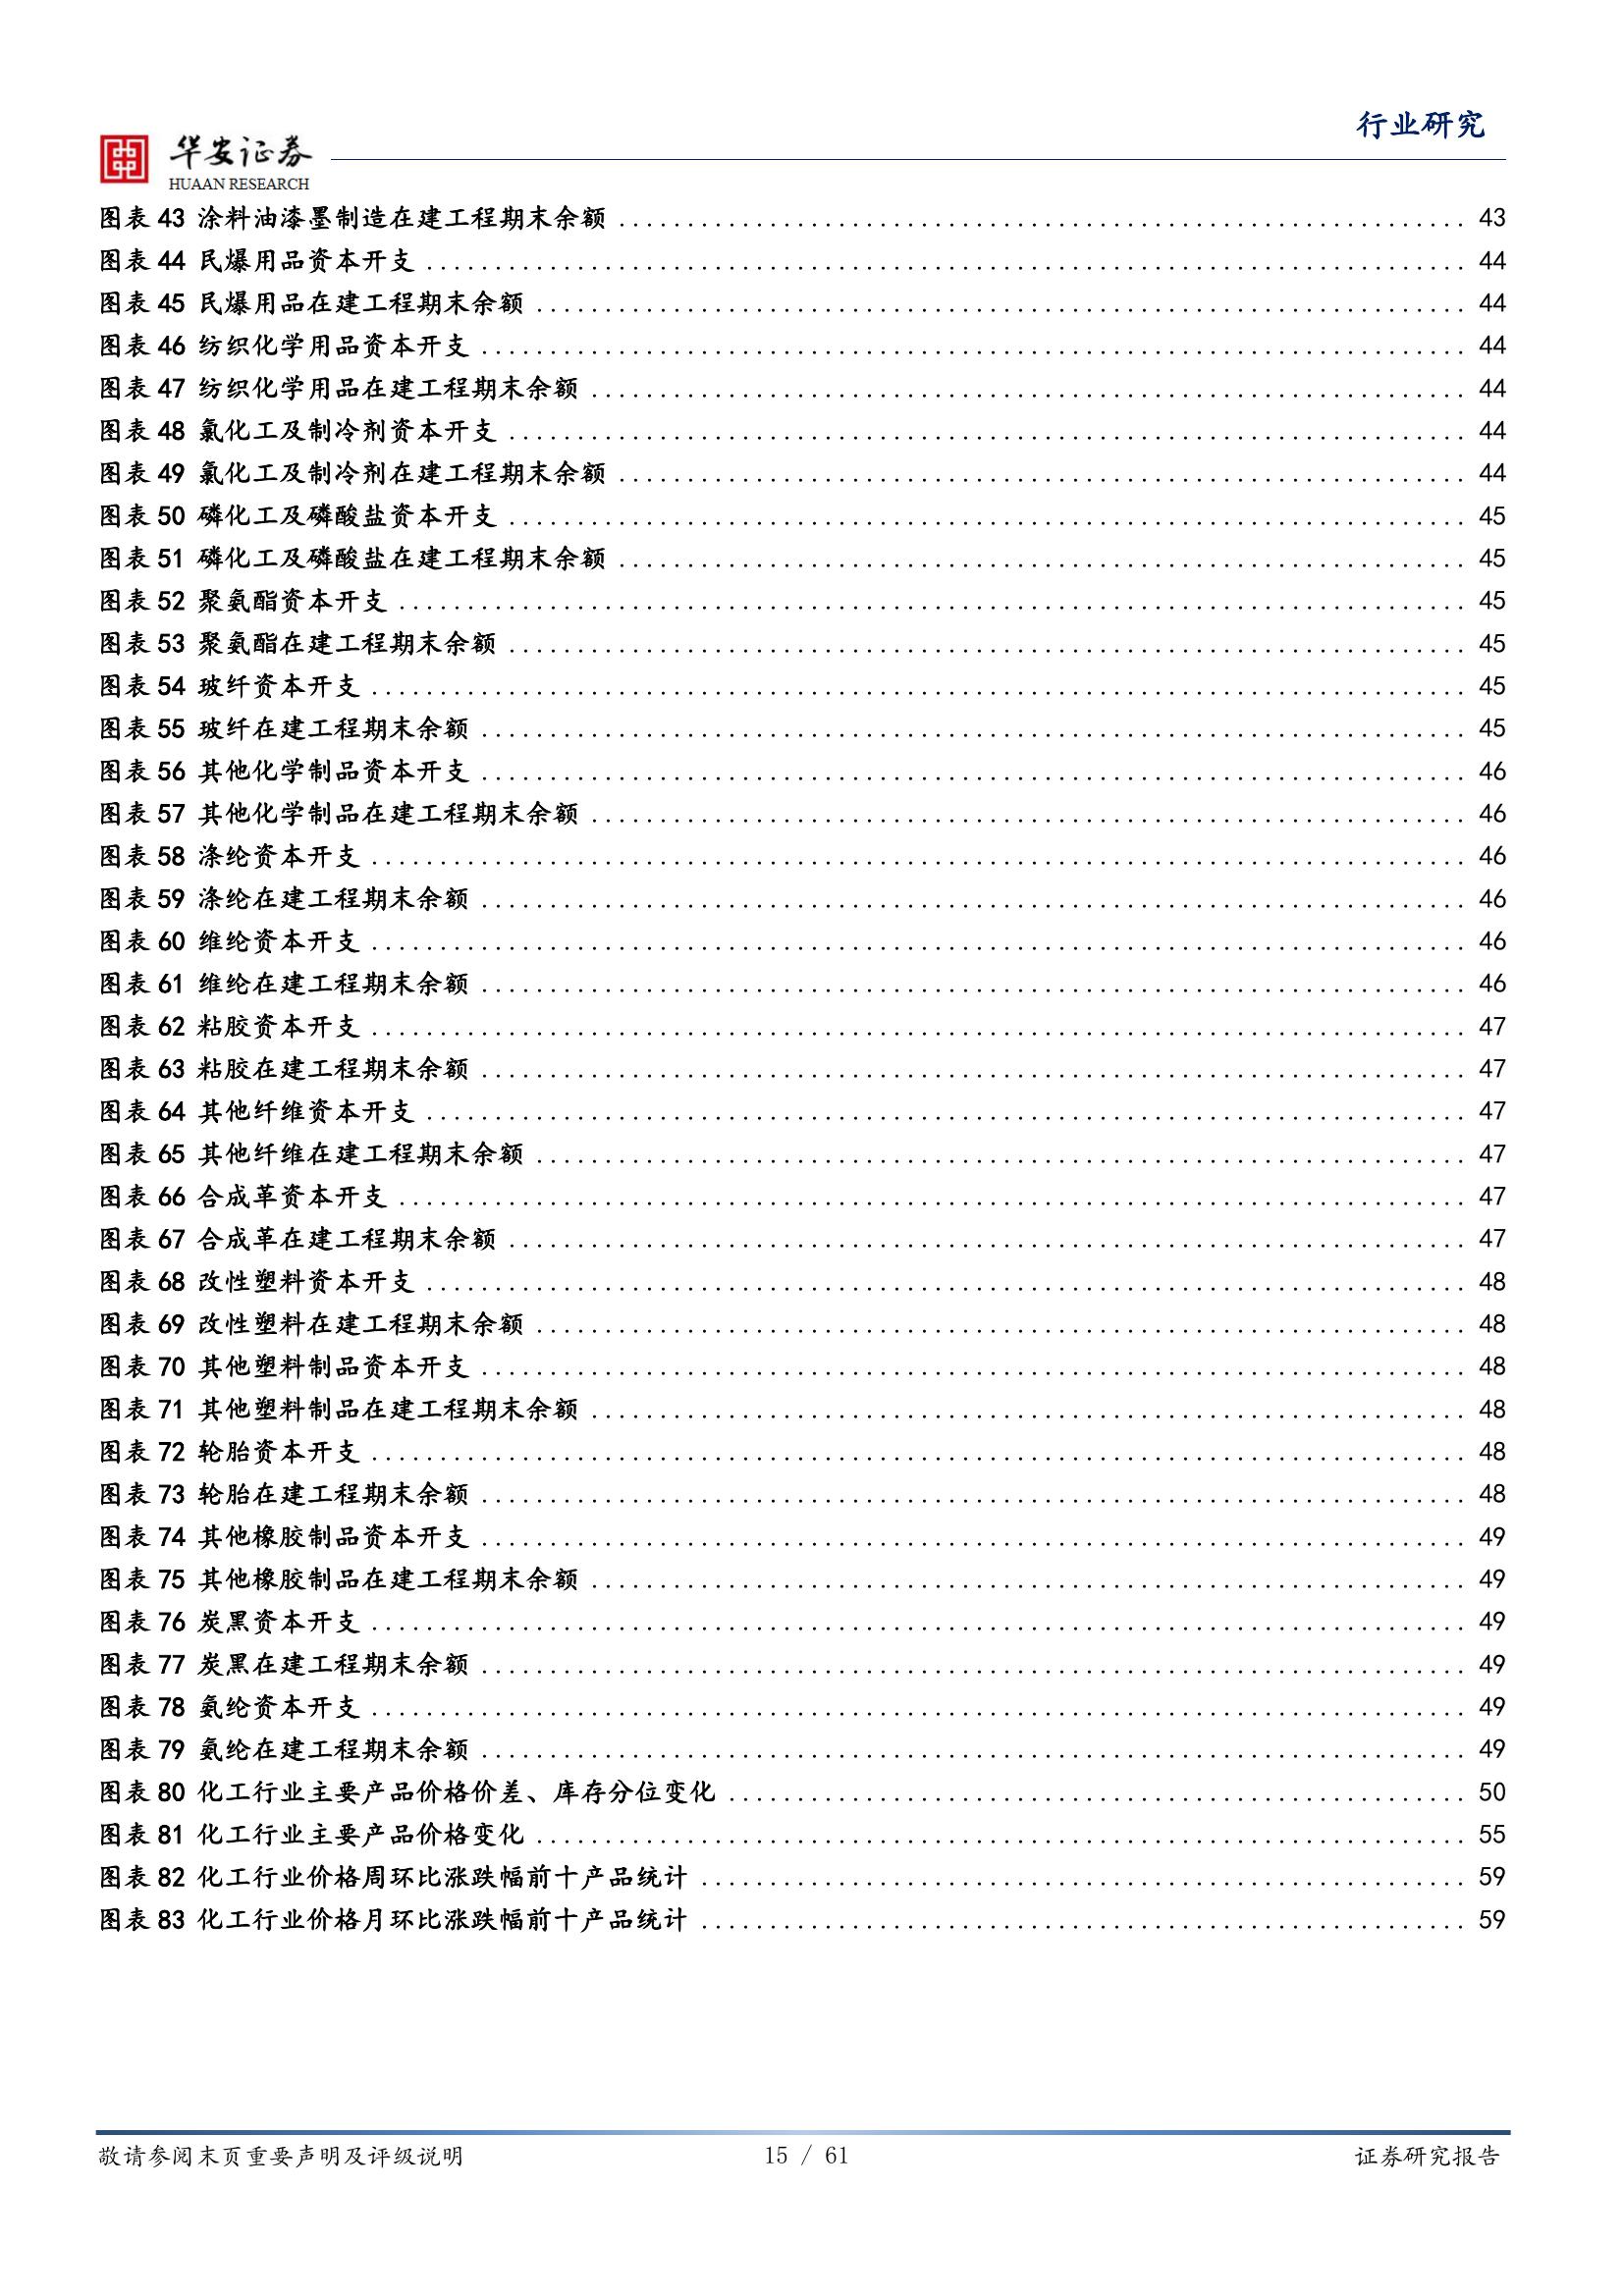 行业研究
华安证券
HUAAN RESEARCH
图表 43 涂料油漆墨制造在建工程期末余额 ........ 43
图表 44 民爆用品资本开支 ........ 44
图表 45 民爆用品在建工程期末余额 ........ 44
图表 46 纺织化学用品资本开支 ........ 44
图表 47 纺织化学用品在建工程期末余额 ........ 44
图表 48 氯化工及制冷剂资本开支 ........ 44
图表 49 氯化工及制冷剂在建工程期末余额 ........ 44
图表 50 磷化工及磷酸盐资本开支 ........ 45
图表 51 磷化工及磷酸盐在建工程期末余额 ........ 45
图表 52 聚氨酯资本开支 ........ 45
图表 53 聚氨酯在建工程期末余额 ........ 45
图表 54 玻纤资本开支 ........ 45
图表 55 玻纤在建工程期末余额 ........ 45
图表 56 其他化学制品资本开支 ........ 46
图表 57 其他化学制品在建工程期末余额 ........ 46
图表 58 涤纶资本开支 ........ 46
图表 59 涤纶在建工程期末余额 ........ 46
图表 60 维纶资本开支 ........ 46
图表 61 维纶在建工程期末余额 ........ 46
图表 62 粘胶资本开支 ........ 47
图表 63 粘胶在建工程期末余额 ........ 47
图表 64 其他纤维资本开支 ........ 47
图表 65 其他纤维在建工程期末余额 ........ 47
图表 66 合成革资本开支 ........ 47
图表 67 合成革在建工程期末余额 ........ 47
图表 68 改性塑料资本开支 ........ 48
图表 69 改性塑料在建工程期末余额 ........ 48
图表 70 其他塑料制品资本开支 ........ 48
图表 71 其他塑料制品在建工程期末余额 ........ 48
图表 72 轮胎资本开支 ........ 48
图表 73 轮胎在建工程期末余额 ........ 48
图表 74 其他橡胶制品资本开支 ........ 49
图表 75 其他橡胶制品在建工程期末余额 ........ 49
图表 76 炭黑资本开支 ........ 49
图表 77 炭黑在建工程期末余额 ........ 49
图表 78 氨纶资本开支 ........ 49
图表 79 氨纶在建工程期末余额 ........ 49
图表 80 化工行业主要产品价格价差、库存分位变化 ........ 50
图表 81 化工行业主要产品价格变化 ........ 55
图表 82 化工行业价格周环比涨跌幅前十产品统计 ........ 59
图表 83 化工行业价格月环比涨跌幅前十产品统计 ........ 59
敬请参阅末页重要声明及评级说明 15 / 61 证券研究报告